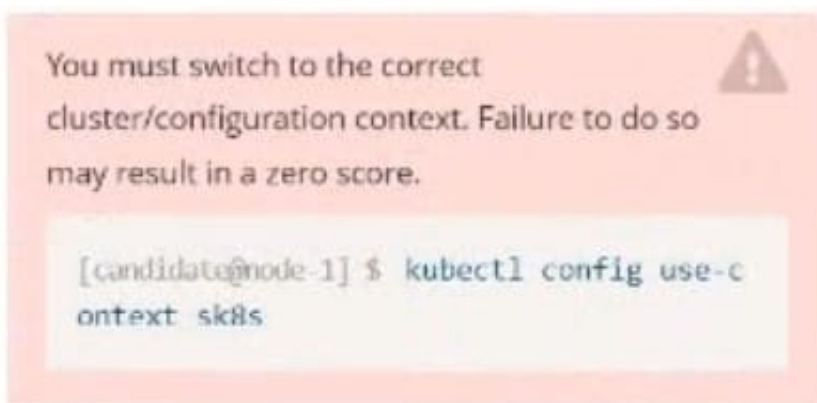 You must switch to the correct
cluster/configuration context. Failure to do so
may result in a zero score.
[candidate@node-1] $ kubectl config use-c
ontext sk8s